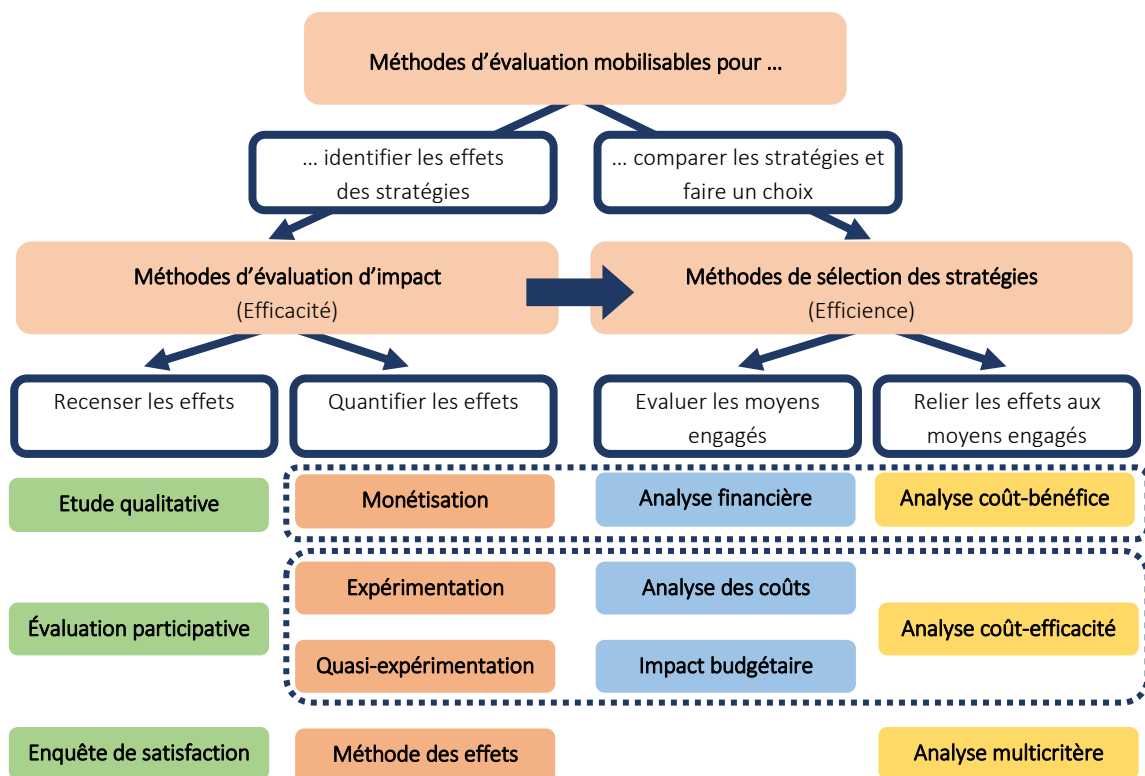 Méthodes d'évaluation mobilisables pour ...
... identifier les effets
des stratégies
... comparer les stratégies et
faire un choix
Méthodes d'évaluation d'impact
(Efficacité)
Méthodes de sélection des stratégies
(Efficience)
Recenser les effets
Quantifier les effets
Evaluer les moyens
engagés
Relier les effets aux
moyens engagés
Etude qualitative
Monétisation
Analyse financière
Analyse coût-bénéfice
Expérimentation
Analyse des coûts
Évaluation participative
Analyse coût-efficacité
Quasi-expérimentation
Impact budgétaire
Enquête de satisfaction
Méthode des effets
Analyse multicritère